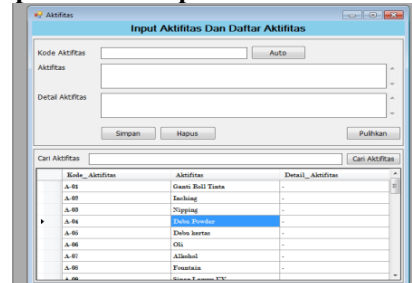 Aktifitas
Input Aktifitas Dan Daftar Aktifitas
Kode Aktifitas Auto
Aktifitas
Detail Aktifitas
Simpan Hapus Pulihkan
Cari Aktifitas Cari Aktifitas
Kode_Aktifitas Aktifitas Detail_Aktifitas
A-01 Ganti Roll Tinta -
A-02 Inching -
A-03 Nipping -
A-04 Debu Powder -
A-05 Debu kertas -
A-06 Oli -
A-07 Alkohol -
A-08 Fountain -